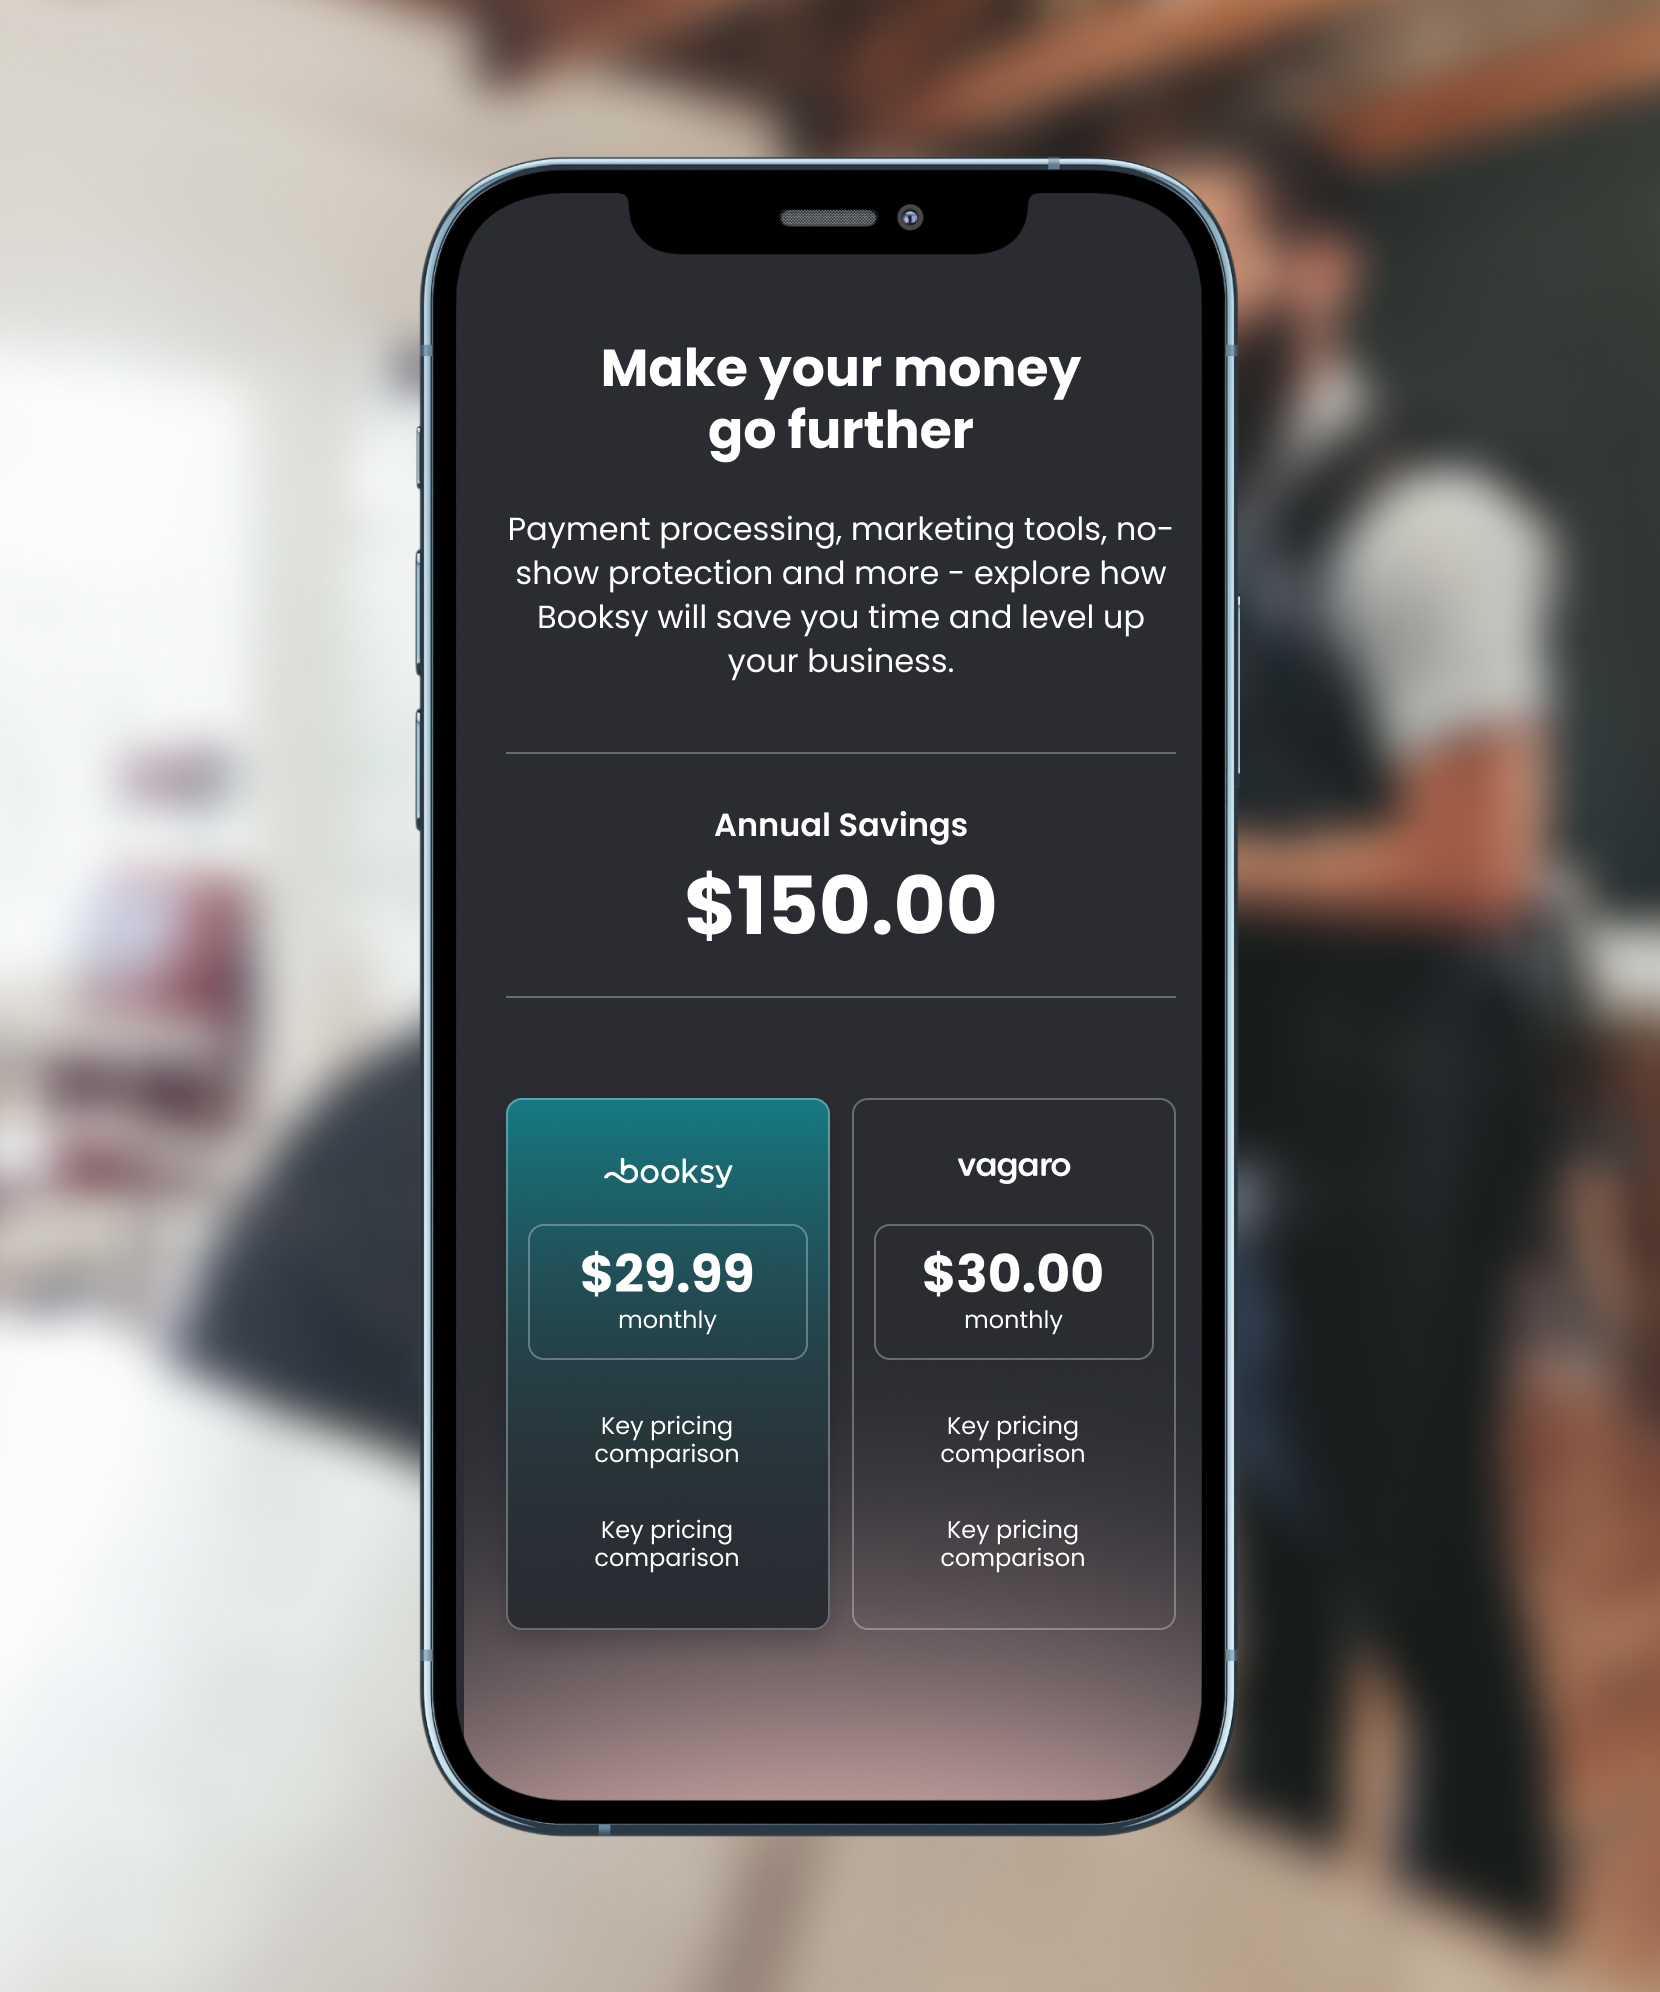 Make your money
go further
Payment processing, marketing tools, no-
show protection and more - explore how
Booksy will save you time and level up
your business.
Annual Savings
$150.00
booksy
$29.99
monthly
Key pricing
comparison
Key pricing
comparison
vagaro
$30.00
monthly
Key pricing
comparison
Key pricing
comparison